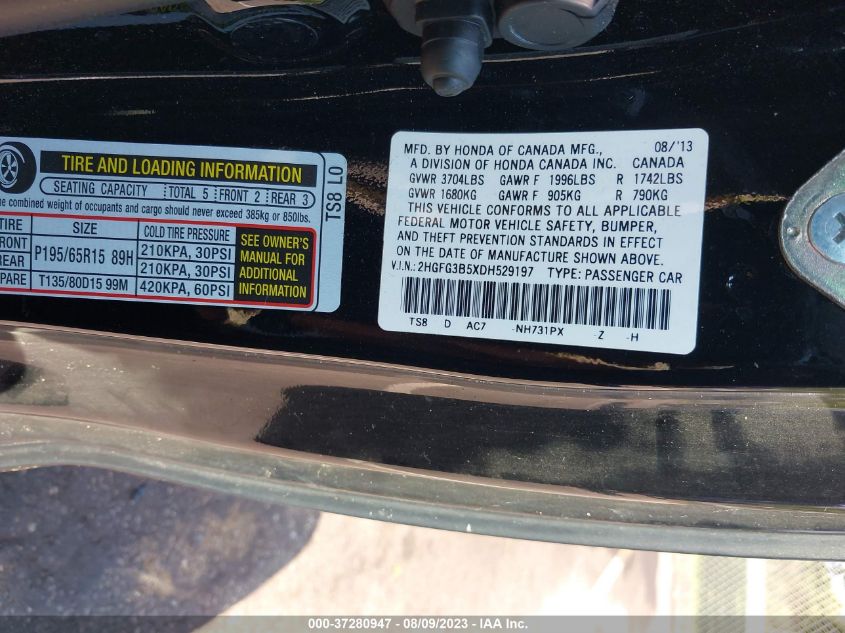 TIRE AND LOADING INFORMATION
SEATING CAPACITY TOTAL 5 FRONT 2 REAR 3
combined weight of occupants and cargo should never exceed 385kg or 850lbs.
TIRE SIZE COLD TIRE PRESSURE
FRONT P195/65R15 89H 210KPA, 30PSI
REAR 210KPA, 30PSI
T135/80D15 99M 420KPA, 60PSI
SEE OWNER'S
MANUAL FOR
ADDITIONAL
INFORMATION
TS8 L0
MFD. BY HONDA OF CANADA MFG., 08/'13
A DIVISION OF HONDA CANADA INC. CANADA
GVWR 3704LBS GAWR F 1996LBS R 1742LBS
GVWR 1680KG GAWR F 905KG R 790KG
THIS VEHICLE CONFORMS TO ALL APPLICABLE
FEDERAL MOTOR VEHICLE SAFETY, BUMPER,
AND THEFT PREVENTION STANDARDS IN EFFECT
ON THE DATE OF MANUFACTURE SHOWN ABOVE.
V.I.N.: 2HGFG3B5XDH529197 TYPE: PASSENGER CAR
TS8 D AC7 -NH731PX -Z -H
000-37280947 - 08/09/2023 - IAA Inc.